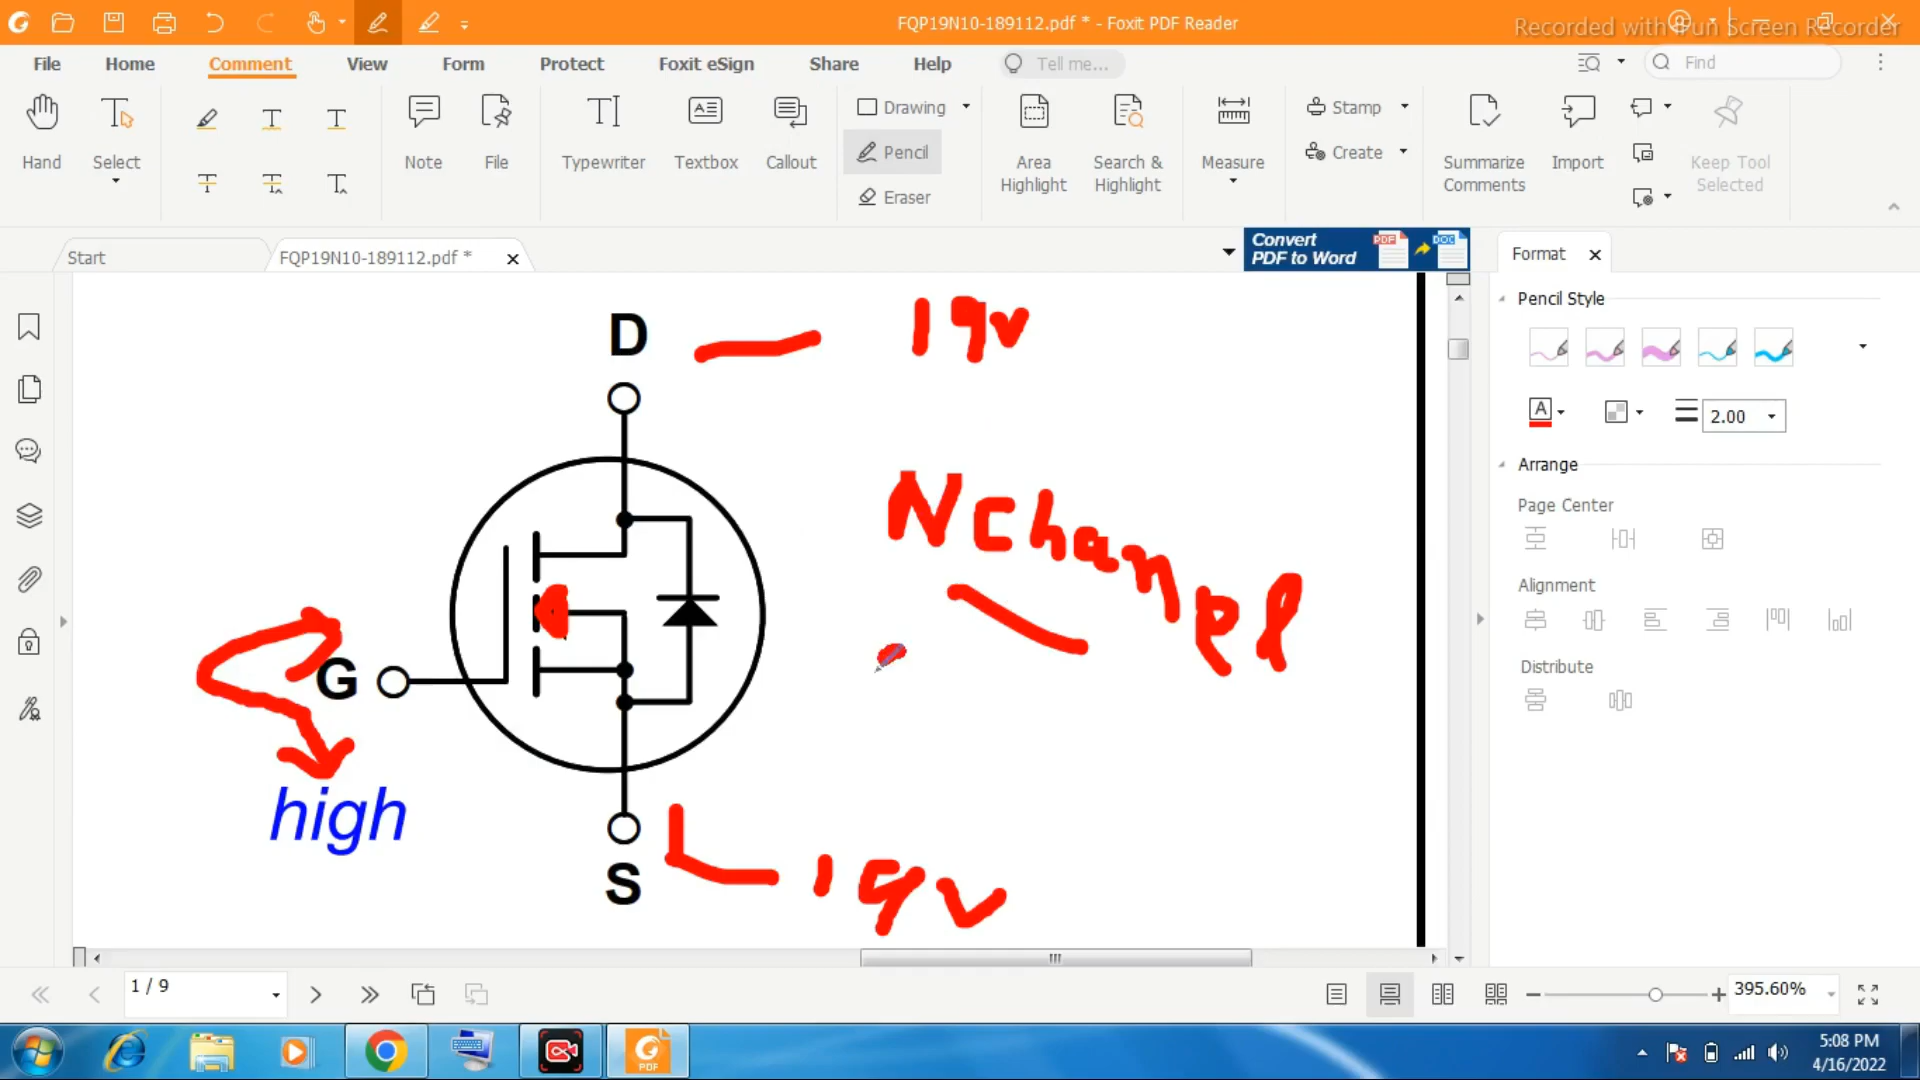 FQP19N10-189112.pdf * - Foxit PDF Reader
Recorded with iFun Screen Recorder
File Home Comment View Form Protect Foxit eSign Share Help Tell me... Find
Hand Select Note File Typewriter Textbox Callout
Drawing
Pencil
Eraser
Area Highlight
Search & Highlight
Measure
Stamp
Create
Summarize Comments
Import
Keep Tool Selected
Start
FQP19N10-189112.pdf *
Convert PDF to Word
PDF DOC
Format
Pencil Style
A
2.00
Arrange
Page Center
Alignment
Distribute
D 19v
N Channel
G
high
S 19v
1 / 9
395.60%
PDF
5:08 PM
4/16/2022